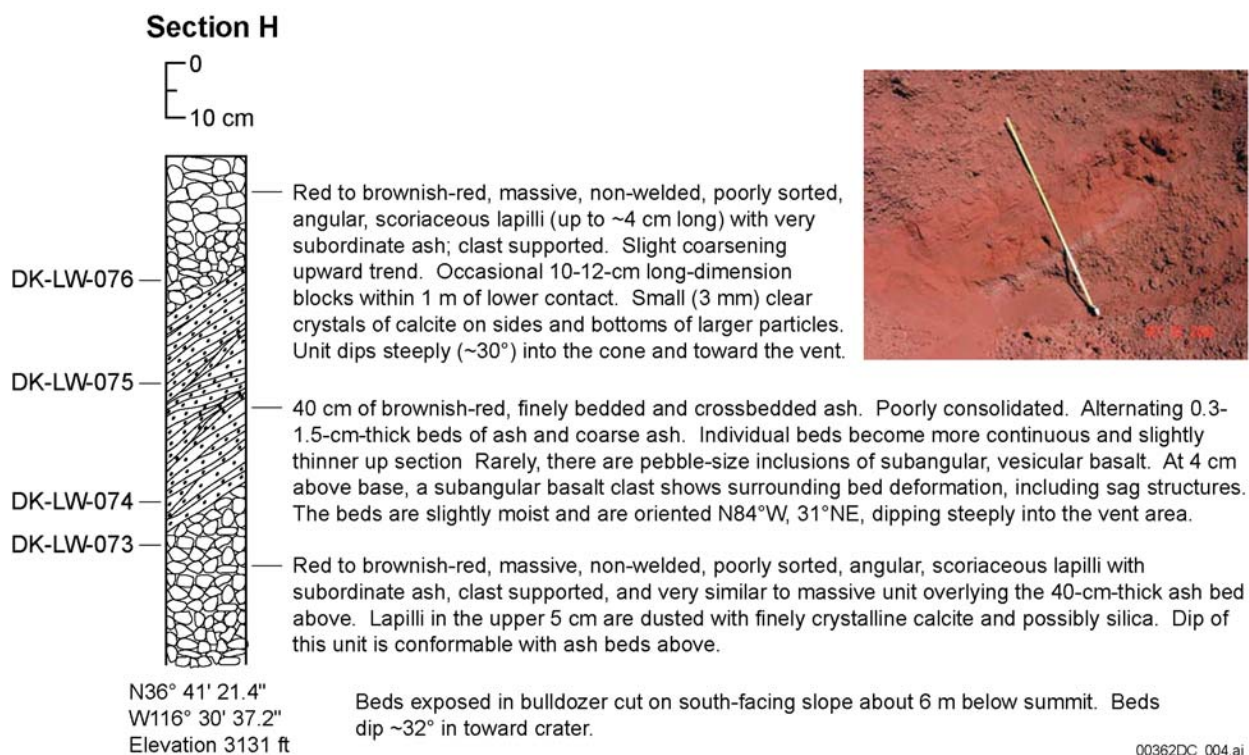 Section H
0
10 cm
Red to brownish-red, massive, non-welded, poorly sorted,
angular, scoriaceous lapilli (up to ~4 cm long) with very
subordinate ash; clast supported. Slight coarsening
upward trend. Occasional 10-12-cm long-dimension
blocks within 1 m of lower contact. Small (3 mm) clear
crystals of calcite on sides and bottoms of larger particles.
Unit dips steeply (~30°) into the cone and toward the vent.
DK-LW-076
DK-LW-075
40 cm of brownish-red, finely bedded and crossbedded ash. Poorly consolidated. Alternating 0.3-
1.5-cm-thick beds of ash and coarse ash. Individual beds become more continuous and slightly
thinner up section Rarely, there are pebble-size inclusions of subangular, vesicular basalt. At 4 cm
above base, a subangular basalt clast shows surrounding bed deformation, including sag structures.
The beds are slightly moist and are oriented N84°W, 31°NE, dipping steeply into the vent area.
DK-LW-074
DK-LW-073
Red to brownish-red, massive, non-welded, poorly sorted, angular, scoriaceous lapilli with
subordinate ash, clast supported, and very similar to massive unit overlying the 40-cm-thick ash bed
above. Lapilli in the upper 5 cm are dusted with finely crystalline calcite and possibly silica. Dip of
this unit is conformable with ash beds above.
N36° 41' 21.4"
W116° 30' 37.2"
Elevation 3131 ft
Beds exposed in bulldozer cut on south-facing slope about 6 m below summit. Beds
dip ~32° in toward crater.
00362DC_004.ai